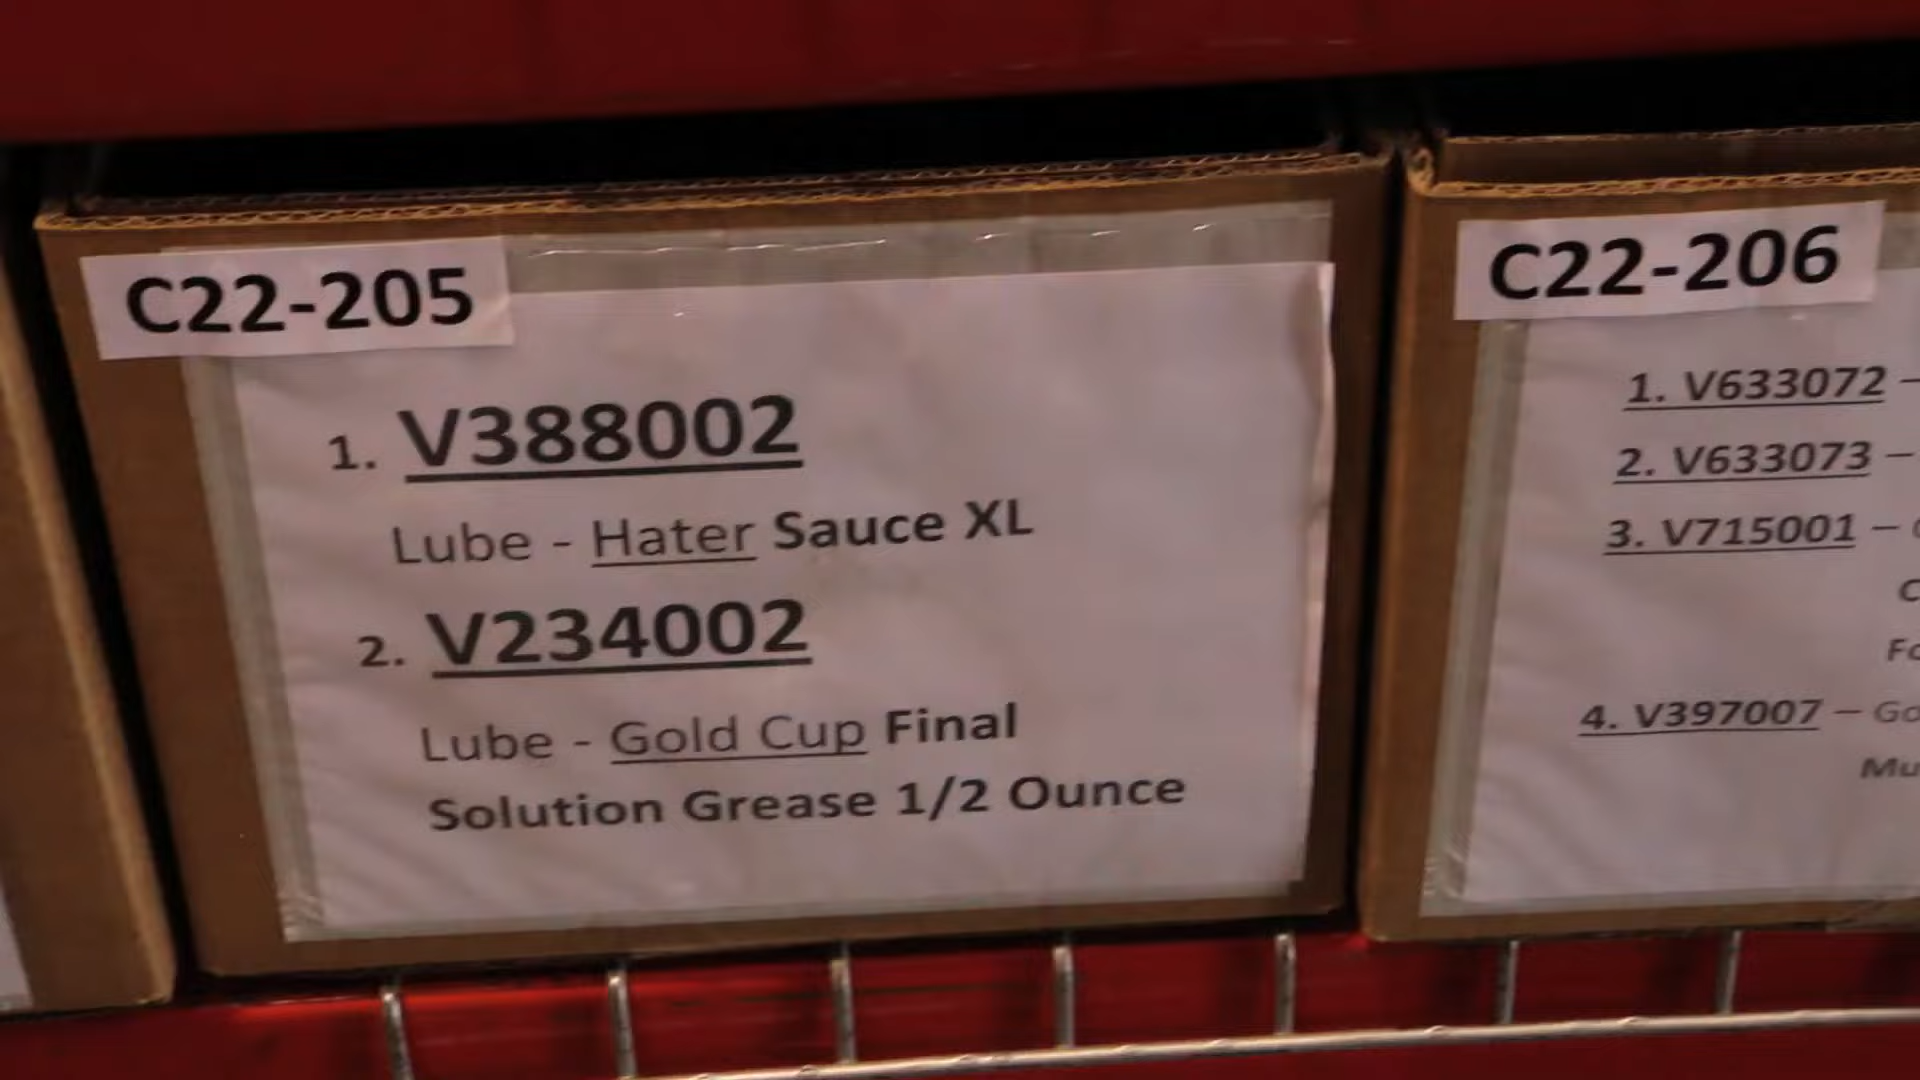 C22-205
1. V388002
Lube - Hater Sauce XL
2. V234002
Lube - Gold Cup Final
Solution Grease 1/2 Ounce
C22-206
1. V633072 –
2. V633073 –
3. V715001 –
4. V397007 –